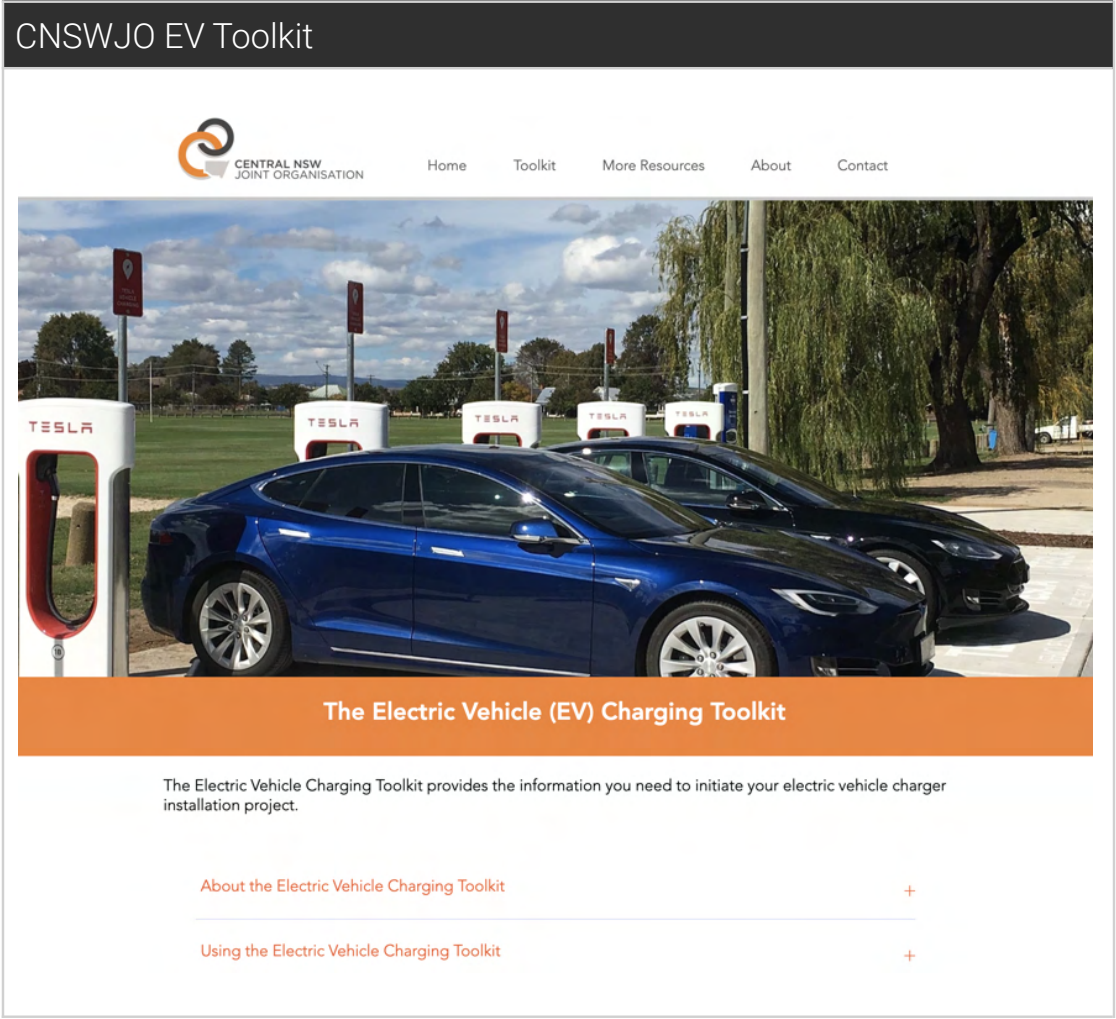 CNSWJO EV Toolkit
CENTRAL NSW
JOINT ORGANISATION
Home Toolkit More Resources About Contact
TESLA
TESLA
TESLA
TESLA
TESLA
18
The Electric Vehicle (EV) Charging Toolkit
The Electric Vehicle Charging Toolkit provides the information you need to initiate your electric vehicle charger
installation project.
About the Electric Vehicle Charging Toolkit +
Using the Electric Vehicle Charging Toolkit +